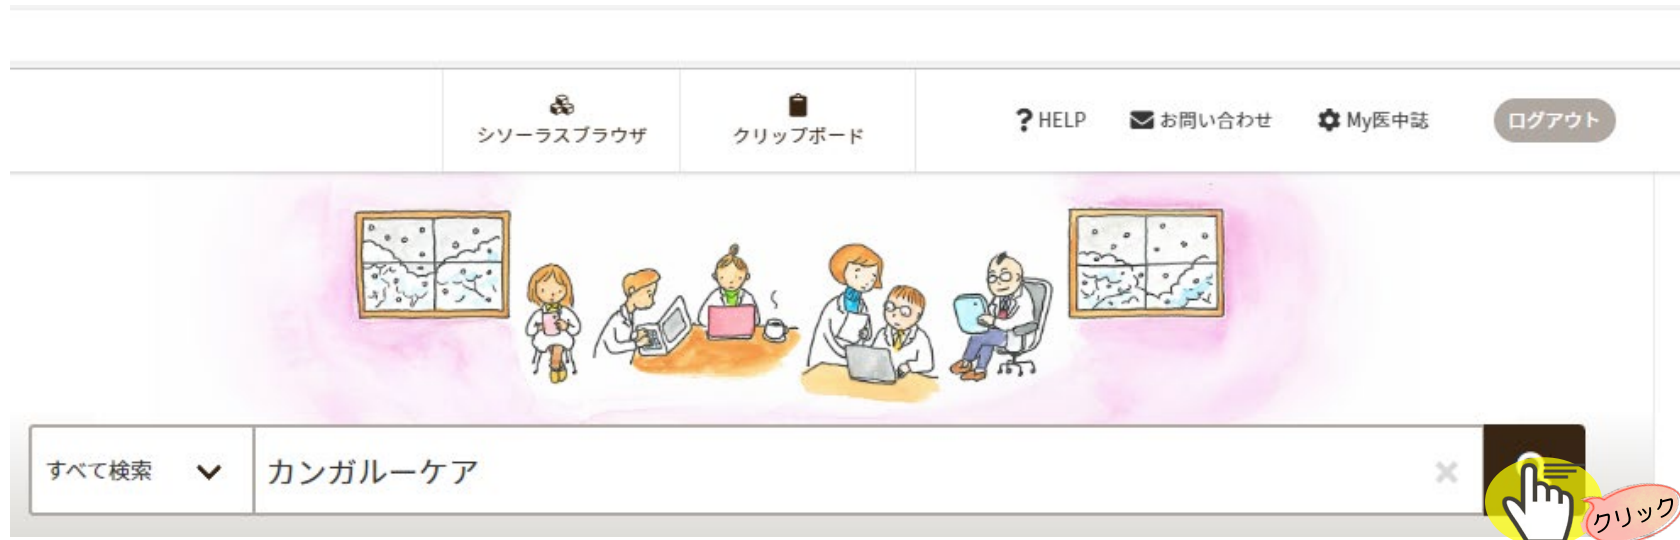 シソーラスブラウザ
クリップボード
? HELP
お問い合わせ
My医中誌
ログアウト
すべて検索
カンガルーケア
クリック